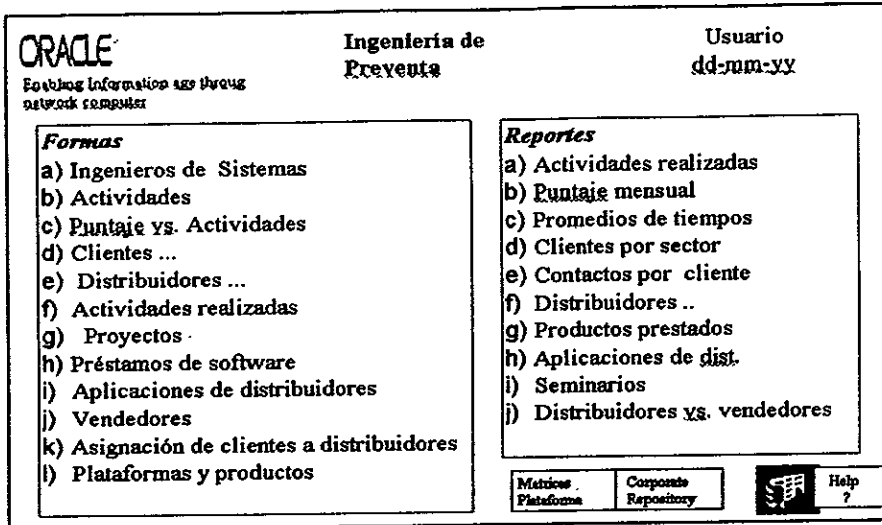 ORACLE
Enabling Information age throug
network computer
Ingeniería de
Preventa
Usuario
dd-mm-yy
Formas
a) Ingenieros de Sistemas
b) Actividades
c) Puntaje vs. Actividades
d) Clientes ...
e) Distribuidores ...
f) Actividades realizadas
g) Proyectos
h) Préstamos de software
i) Aplicaciones de distribuidores
j) Vendedores
k) Asignación de clientes a distribuidores
l) Plataformas y productos
Reportes
a) Actividades realizadas
b) Puntaje mensual
c) Promedios de tiempos
d) Clientes por sector
e) Contactos por cliente
f) Distribuidores ..
g) Productos prestados
h) Aplicaciones de dist.
i) Seminarios
j) Distribuidores vs. vendedores
Matrices
Plataforma
Corporate
Repository
Help
?